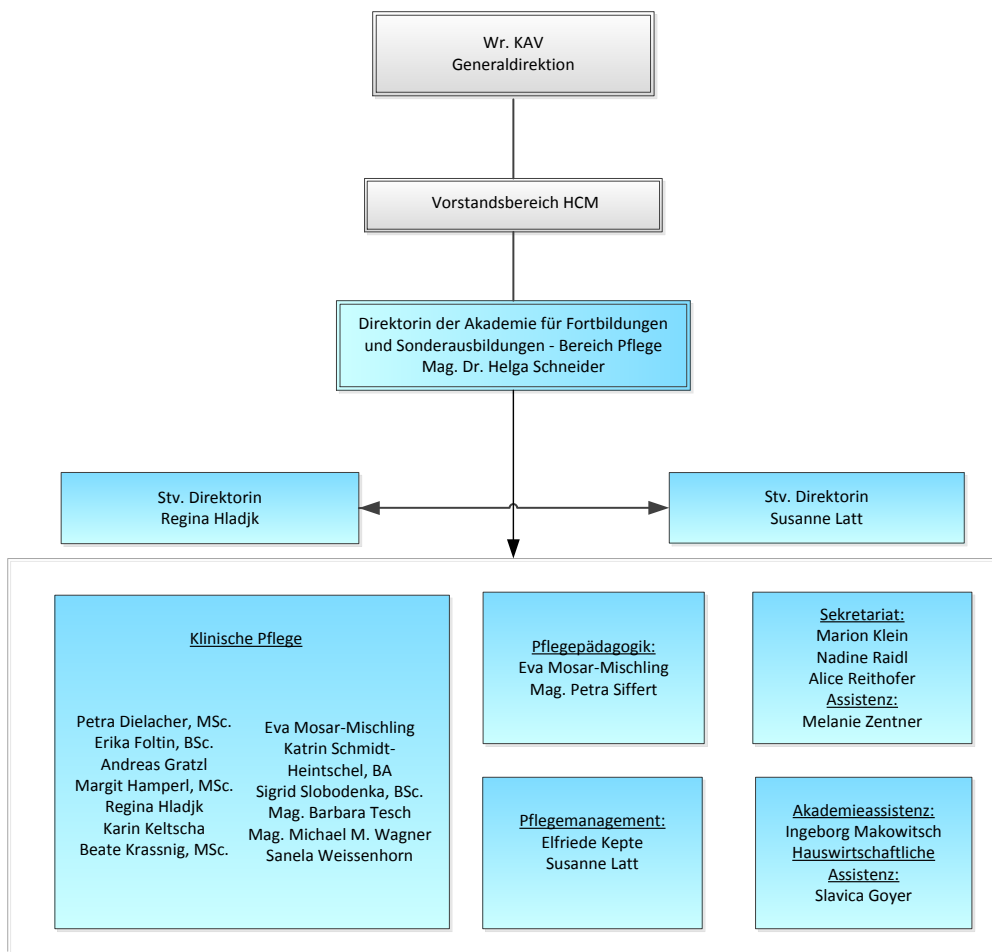 Wr. KAV
Generaldirektion
Vorstandsbereich HCM
Direktorin der Akademie für Fortbildungen
und Sonderausbildungen - Bereich Pflege
Mag. Dr. Helga Schneider
Stv. Direktorin
Regina Hladjk
Stv. Direktorin
Susanne Latt
Klinische Pflege
Petra Dielacher, MSc.
Erika Foltin, BSc.
Andreas Gratzl
Margit Hamperl, MSc.
Regina Hladjk
Karin Keltscha
Beate Krassnig, MSc.
Eva Mosar-Mischling
Katrin Schmidt-
Heintschel, BA
Sigrid Slobodenka, BSc.
Mag. Barbara Tesch
Mag. Michael M. Wagner
Sanela Weissenhorn
Pflegepädagogik:
Eva Mosar-Mischling
Mag. Petra Siffert
Sekretariat:
Marion Klein
Nadine Raidl
Alice Reithofer
Assistenz:
Melanie Zentner
Pflegemanagement:
Elfriede Kepte
Susanne Latt
Akademieassistenz:
Ingeborg Makowitsch
Hauswirtschaftliche
Assistenz:
Slavica Goyer